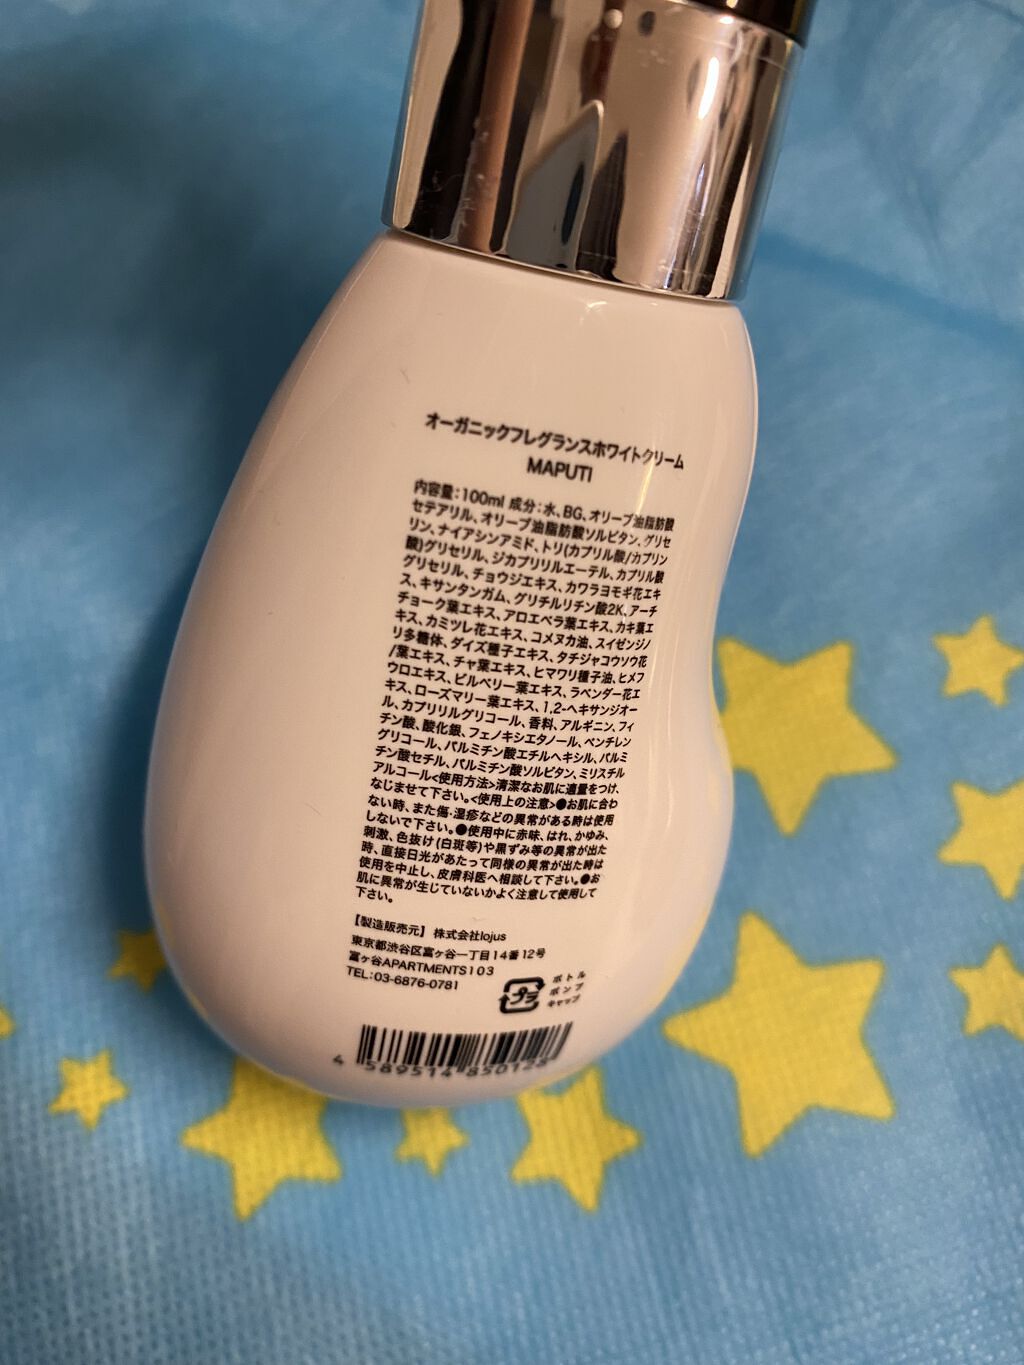 オーガニックフレグランスホワイトクリーム
MAPUTI
内容量:100ml 成分:水、BG、オリーブ油脂肪酸
セテアリル、オリーブ油脂肪酸ソルビタン、グリセ
リン、ナイアシンアミド、トリ(カプリル酸/カプリン
酸)グリセリル、ジカプリリルエーテル、カプリル酸
グリセリル、チョウジエキス、カワラヨモギ花エキ
ス、キサンタンガム、グリチルリチン酸2K、アーチ
チョーク葉エキス、アロエベラ葉エキス、カキ葉エ
キス、カミツレ花エキス、コメヌカ油、スイゼンジノ
リ多糖体、ダイズ種子エキス、タチジャコウソウ花
/葉エキス、チャ葉エキス、ヒマワリ種子油、ヒメフ
ウロエキス、ビルベリー葉エキス、ラベンダー花エ
キス、ローズマリー葉エキス、1,2-ヘキサンジオー
ル、カプリリルグリコール、香料、アルギニン、フィ
チン酸、酸化銀、フェノキシエタノール、ペンチレン
グリコール、パルミチン酸エチルヘキシル、パルミ
チン酸セチル、パルミチン酸ソルビタン、ミリスチル
アルコール<使用方法>清潔なお肌に適量をつけ、
なじませて下さい。<使用上の注意>●お肌に合わ
ない時、また傷・湿疹などの異常がある時は使用
しないで下さい。●使用中に赤味、はれ、かゆみ、
刺激、色抜け(白斑等)や黒ずみ等の異常が出た
時、直接日光があたって同様の異常が出た時は
使用を中止し、皮膚科医へ相談して下さい。●お
肌に異常が生じていないかよく注意して使用して
下さい。
【製造販売元】株式会社lojus
東京都渋谷区富ヶ谷一丁目14番12号
富ヶ谷APARTMENTS103
TEL:03-6876-0781
プラ
ボトル
ポンプ
キャップ
4 589514 850128